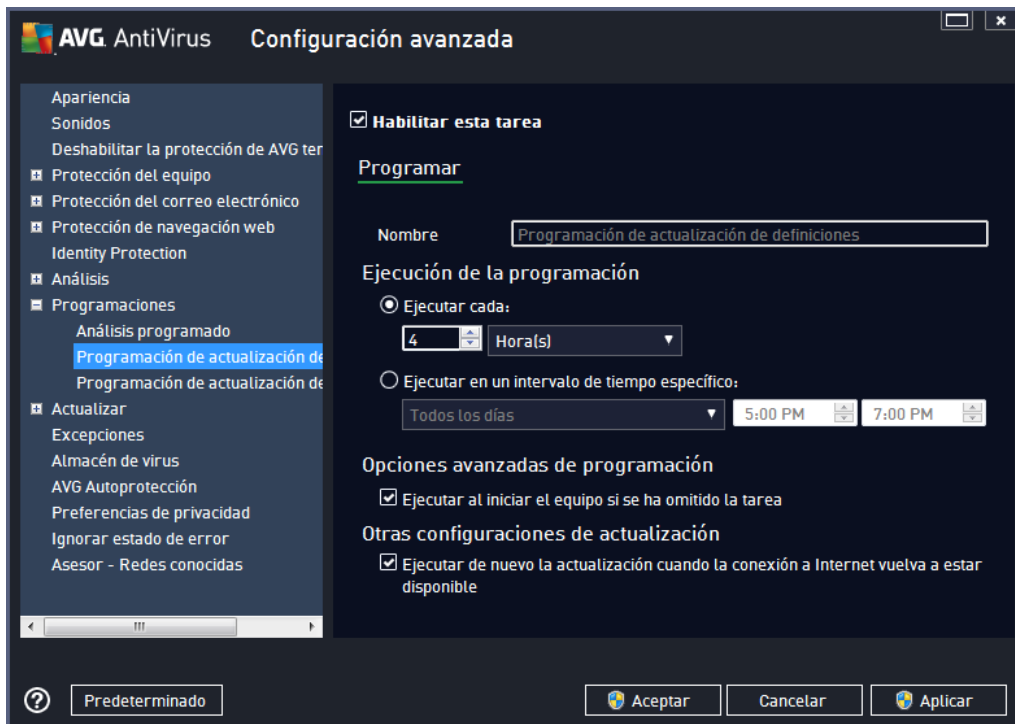 AVG. AntiVirus Configuración avanzada
Apariencia
Sonidos
Deshabilitar la protección de AVG ter
Protección del equipo
Protección del correo electrónico
Protección de navegación web
Identity Protection
Análisis
Programaciones
Análisis programado
Programación de actualización de
Programación de actualización de
Actualizar
Excepciones
Almacén de virus
AVG Autoprotección
Preferencias de privacidad
Ignorar estado de error
Asesor - Redes conocidas
Habilitar esta tarea
Programar
Nombre Programación de actualización de definiciones
Ejecución de la programación
Ejecutar cada:
4 Hora(s)
Ejecutar en un intervalo de tiempo específico:
Todos los días 5:00 PM 7:00 PM
Opciones avanzadas de programación
Ejecutar al iniciar el equipo si se ha omitido la tarea
Otras configuraciones de actualización
Ejecutar de nuevo la actualización cuando la conexión a Internet vuelva a estar
disponible
? Predeterminado Aceptar Cancelar Aplicar